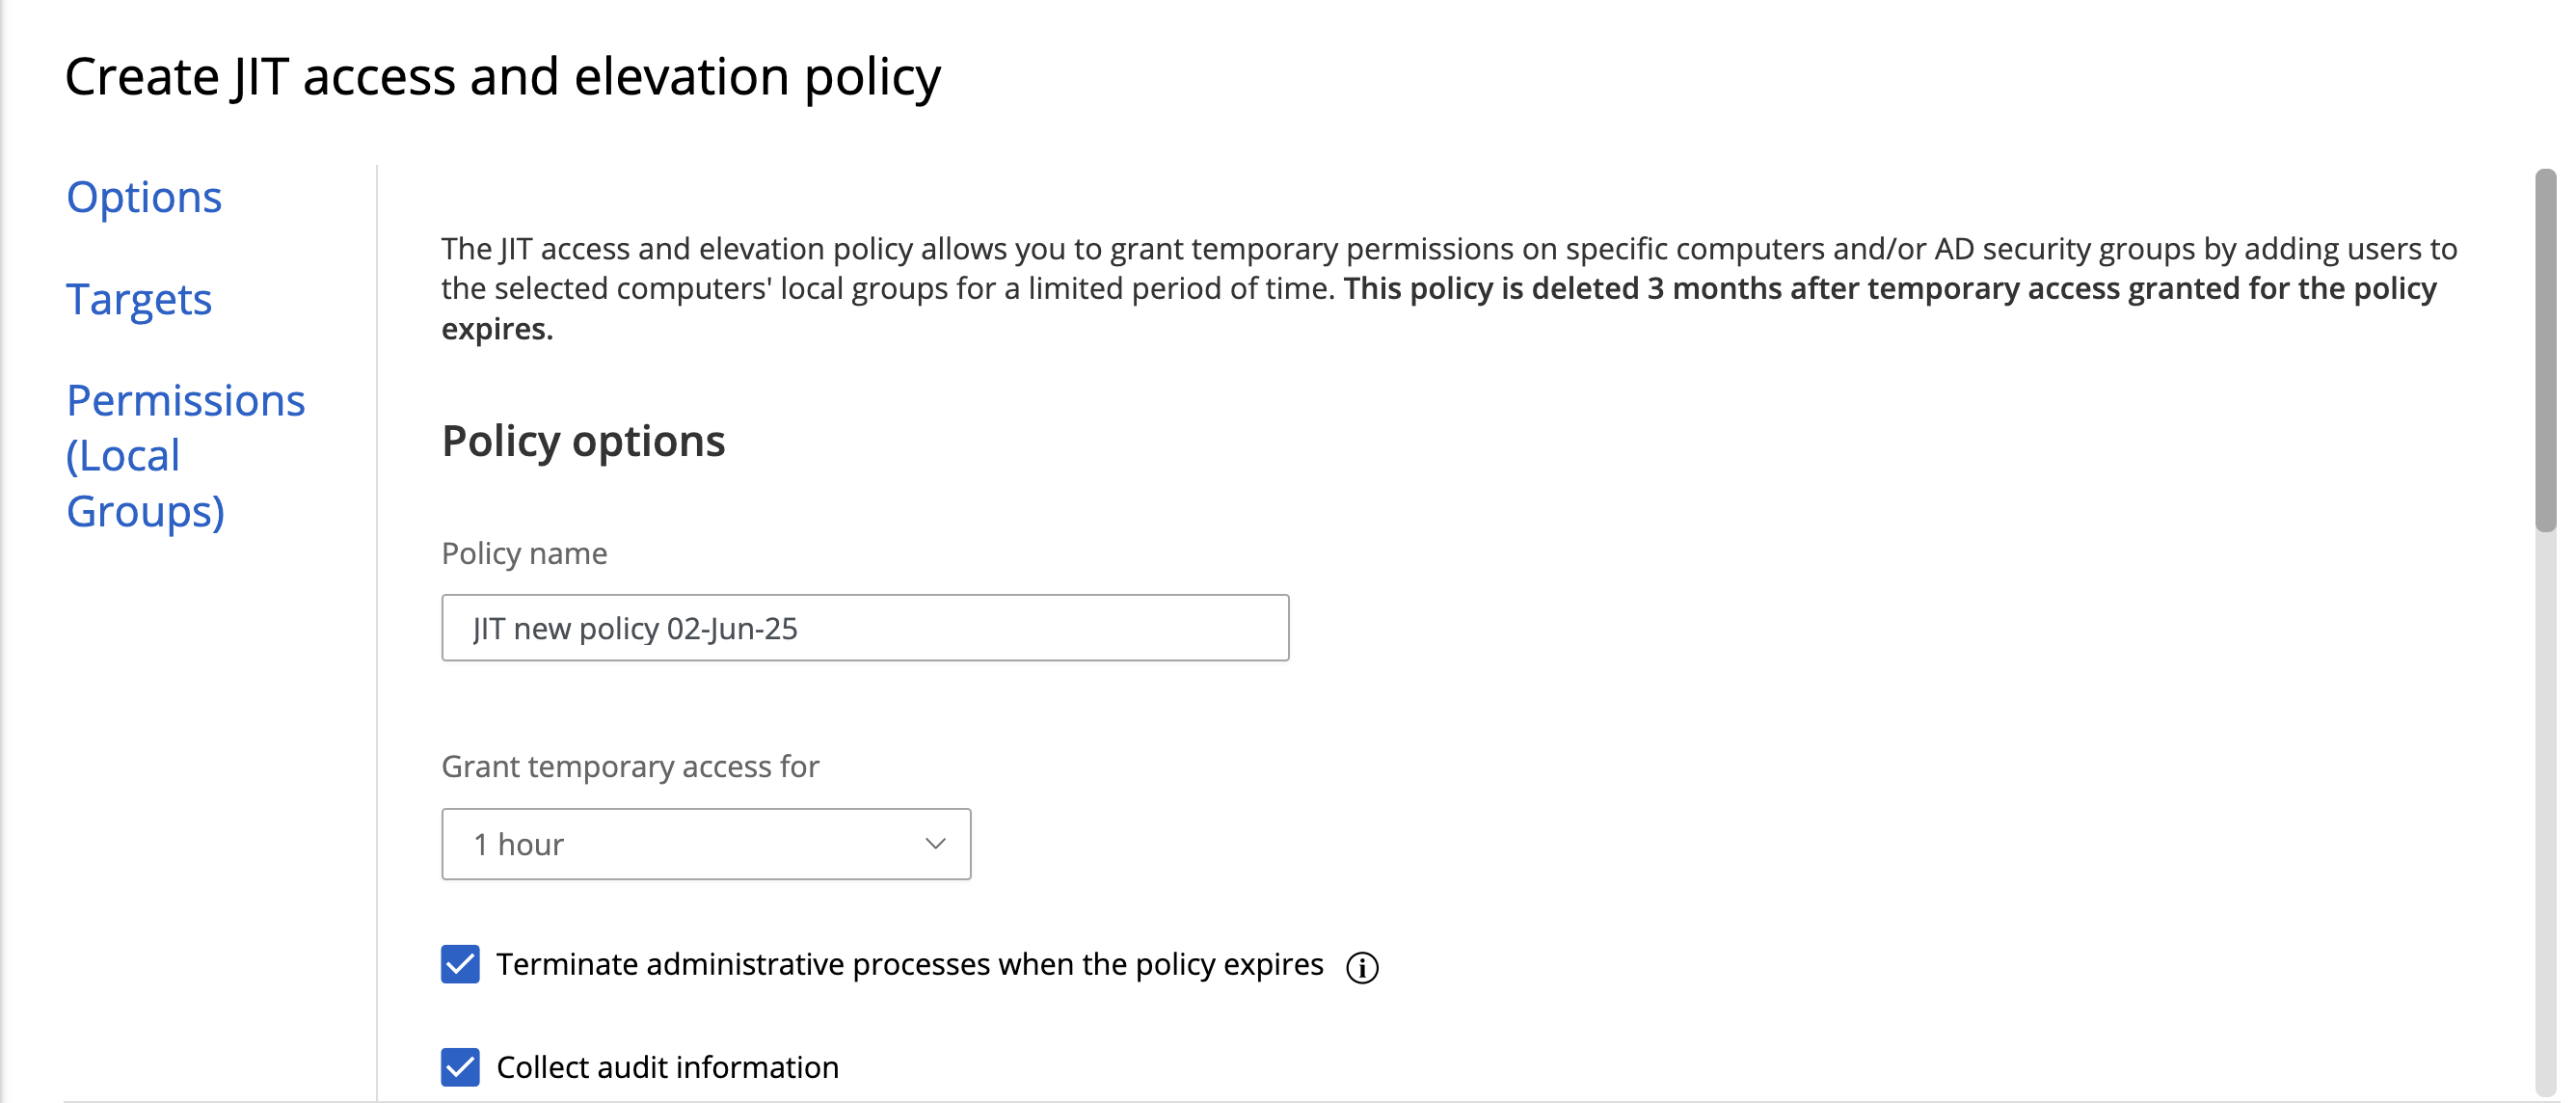 Create JIT access and elevation policy
Options
Targets
Permissions
(Local
Groups)
The JIT access and elevation policy allows you to grant temporary permissions on specific computers and/or AD security groups by adding users to
the selected computers' local groups for a limited period of time. This policy is deleted 3 months after temporary access granted for the policy
expires.
Policy options
Policy name
JIT new policy 02-Jun-25
Grant temporary access for
1 hour
Terminate administrative processes when the policy expires
Collect audit information